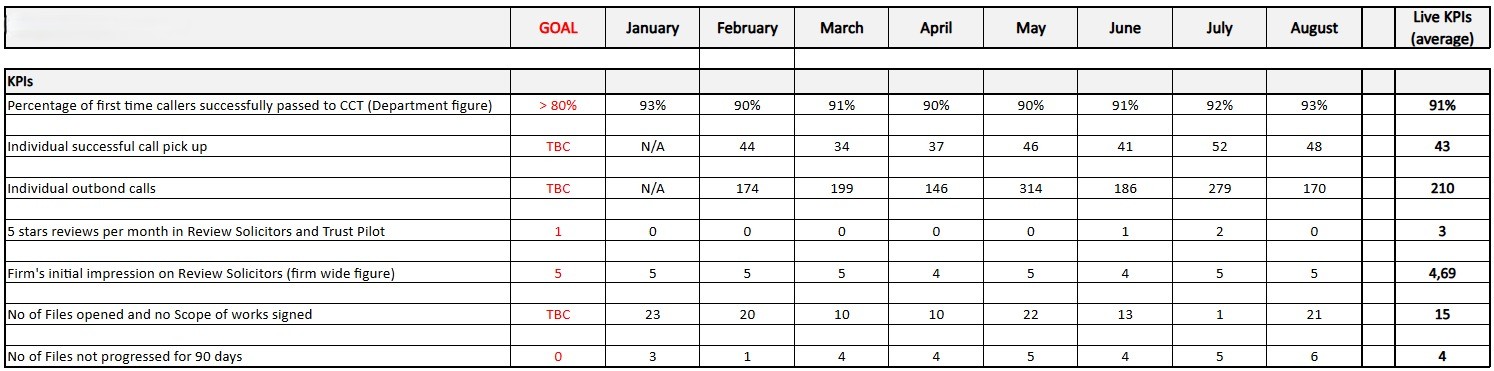 GOAL January February March April May June July August Live KPIs (average)
KPIs
Percentage of first time callers successfully passed to CCT (Department figure) > 80% 93% 90% 91% 90% 90% 91% 92% 93% 91%
Individual successful call pick up TBC N/A 44 34 37 46 41 52 48 43
Individual outbond calls TBC N/A 174 199 146 314 186 279 170 210
5 stars reviews per month in Review Solicitors and Trust Pilot 1 0 0 0 0 0 1 2 0 3
Firm's initial impression on Review Solicitors (firm wide figure) 5 5 5 5 4 5 4 5 5 4,69
No of Files opened and no Scope of works signed TBC 23 20 10 10 22 13 1 21 15
No of Files not progressed for 90 days 0 3 1 4 4 5 4 5 6 4